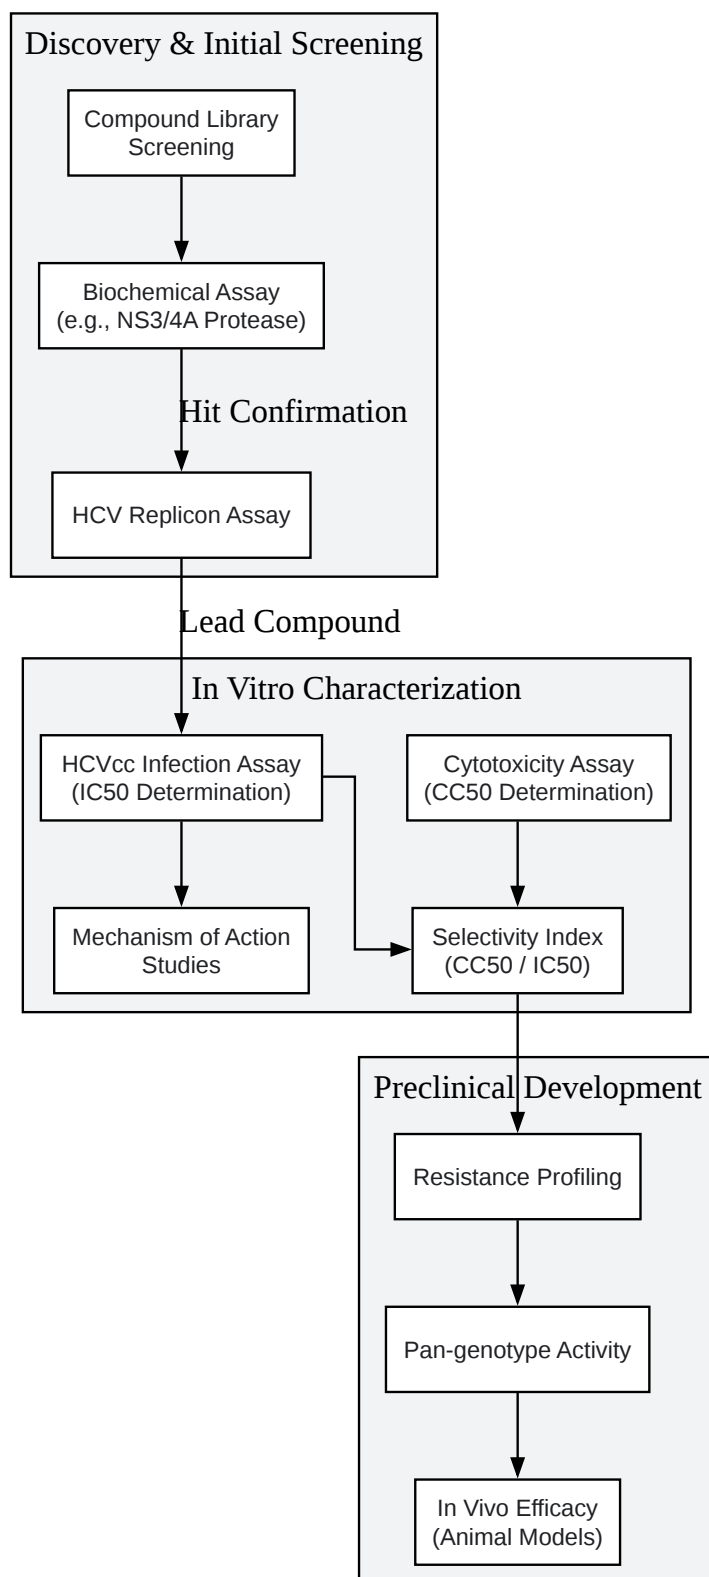 Discovery & Initial Screening
Compound Library
Screening
Biochemical Assay
(e.g., NS3/4A Protease)
Hit Confirmation
HCV Replicon Assay
Lead Compound
In Vitro Characterization
HCVcc Infection Assay
(IC50 Determination)
Cytotoxicity Assay
(CC50 Determination)
Mechanism of Action
Studies
Selectivity Index
(CC50 / IC50)
Preclinical Development
Resistance Profiling
Pan-genotype Activity
In Vivo Efficacy
(Animal Models)